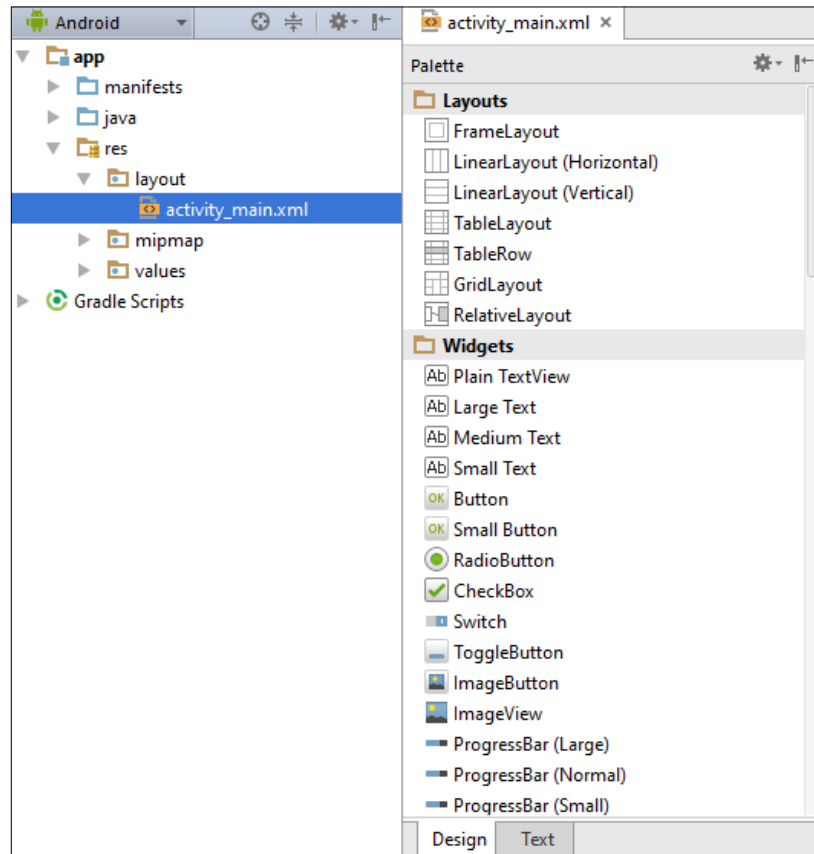 Android
app
manifests
java
res
layout
activity_main.xml
mipmap
values
Gradle Scripts
activity_main.xml
Palette
Layouts
FrameLayout
LinearLayout (Horizontal)
LinearLayout (Vertical)
TableLayout
TableRow
GridLayout
RelativeLayout
Widgets
Ab Plain TextView
Ab Large Text
Ab Medium Text
Ab Small Text
OK Button
OK Small Button
RadioButton
CheckBox
Switch
ToggleButton
ImageButton
ImageView
ProgressBar (Large)
ProgressBar (Normal)
ProgressBar (Small)
Design Text